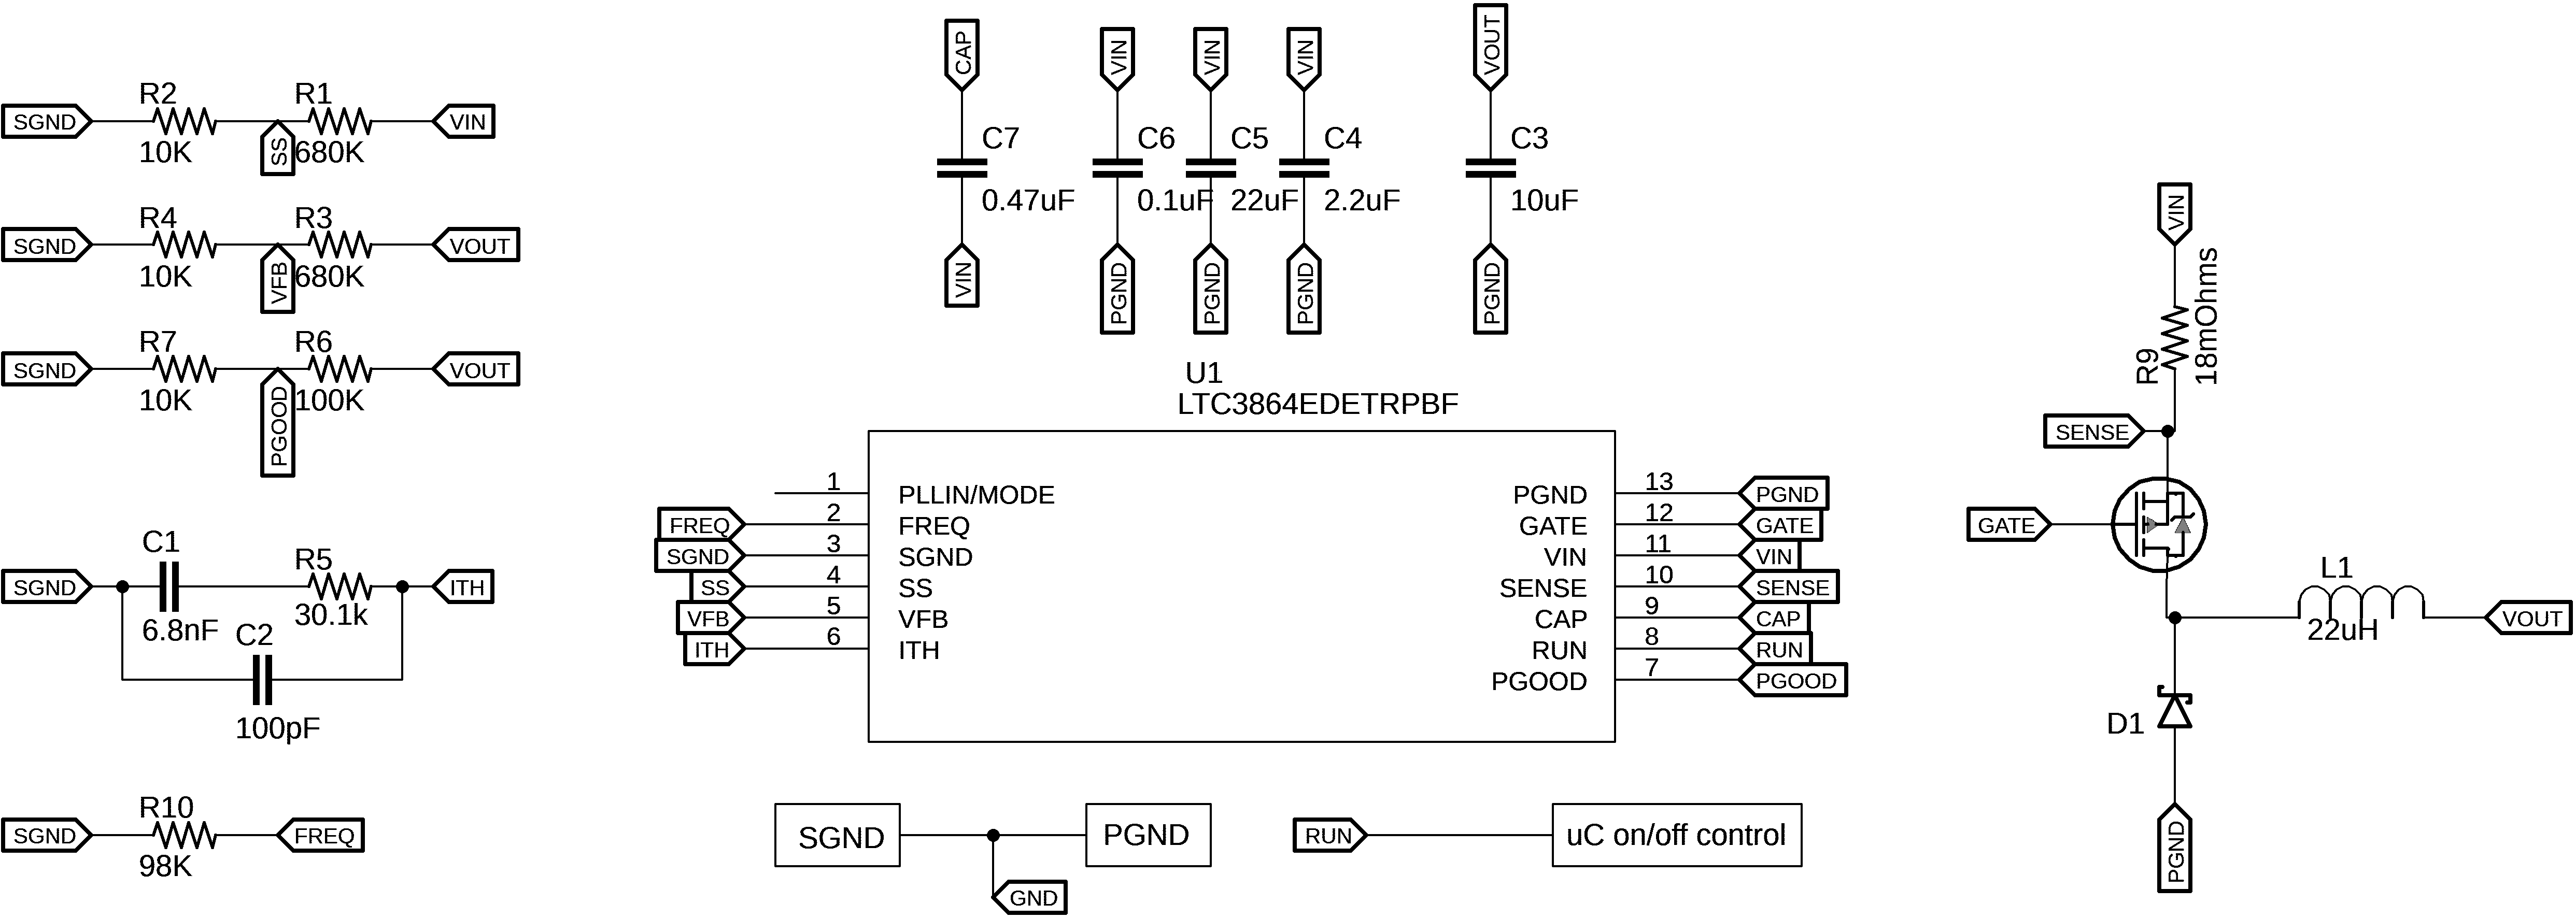 SGND
R2
10K
SS
R1
680K
VIN
SGND
R4
10K
VFB
R3
680K
VOUT
SGND
R7
10K
PGOOD
R6
100K
VOUT
SGND
C1
6.8nF
C2
100pF
R5
30.1k
ITH
SGND
R10
98K
FREQ
CAP
C7
0.47uF
VIN
VIN
C6
0.1uF
PGND
VIN
C5
22uF
PGND
VIN
C4
2.2uF
PGND
VOUT
C3
10uF
PGND
U1
LTC3864EDETRPBF
1 PLLIN/MODE
FREQ 2 FREQ
SGND 3 SGND
SS 4 SS
VFB 5 VFB
ITH 6 ITH
PGND 13 PGND
GATE 12 GATE
VIN 11 VIN
SENSE 10 SENSE
CAP 9 CAP
RUN 8 RUN
PGOOD 7 PGOOD
SGND
PGND
GND
RUN
uC on/off control
VIN
R9
18mOhms
SENSE
GATE
L1
22uH
VOUT
D1
PGND